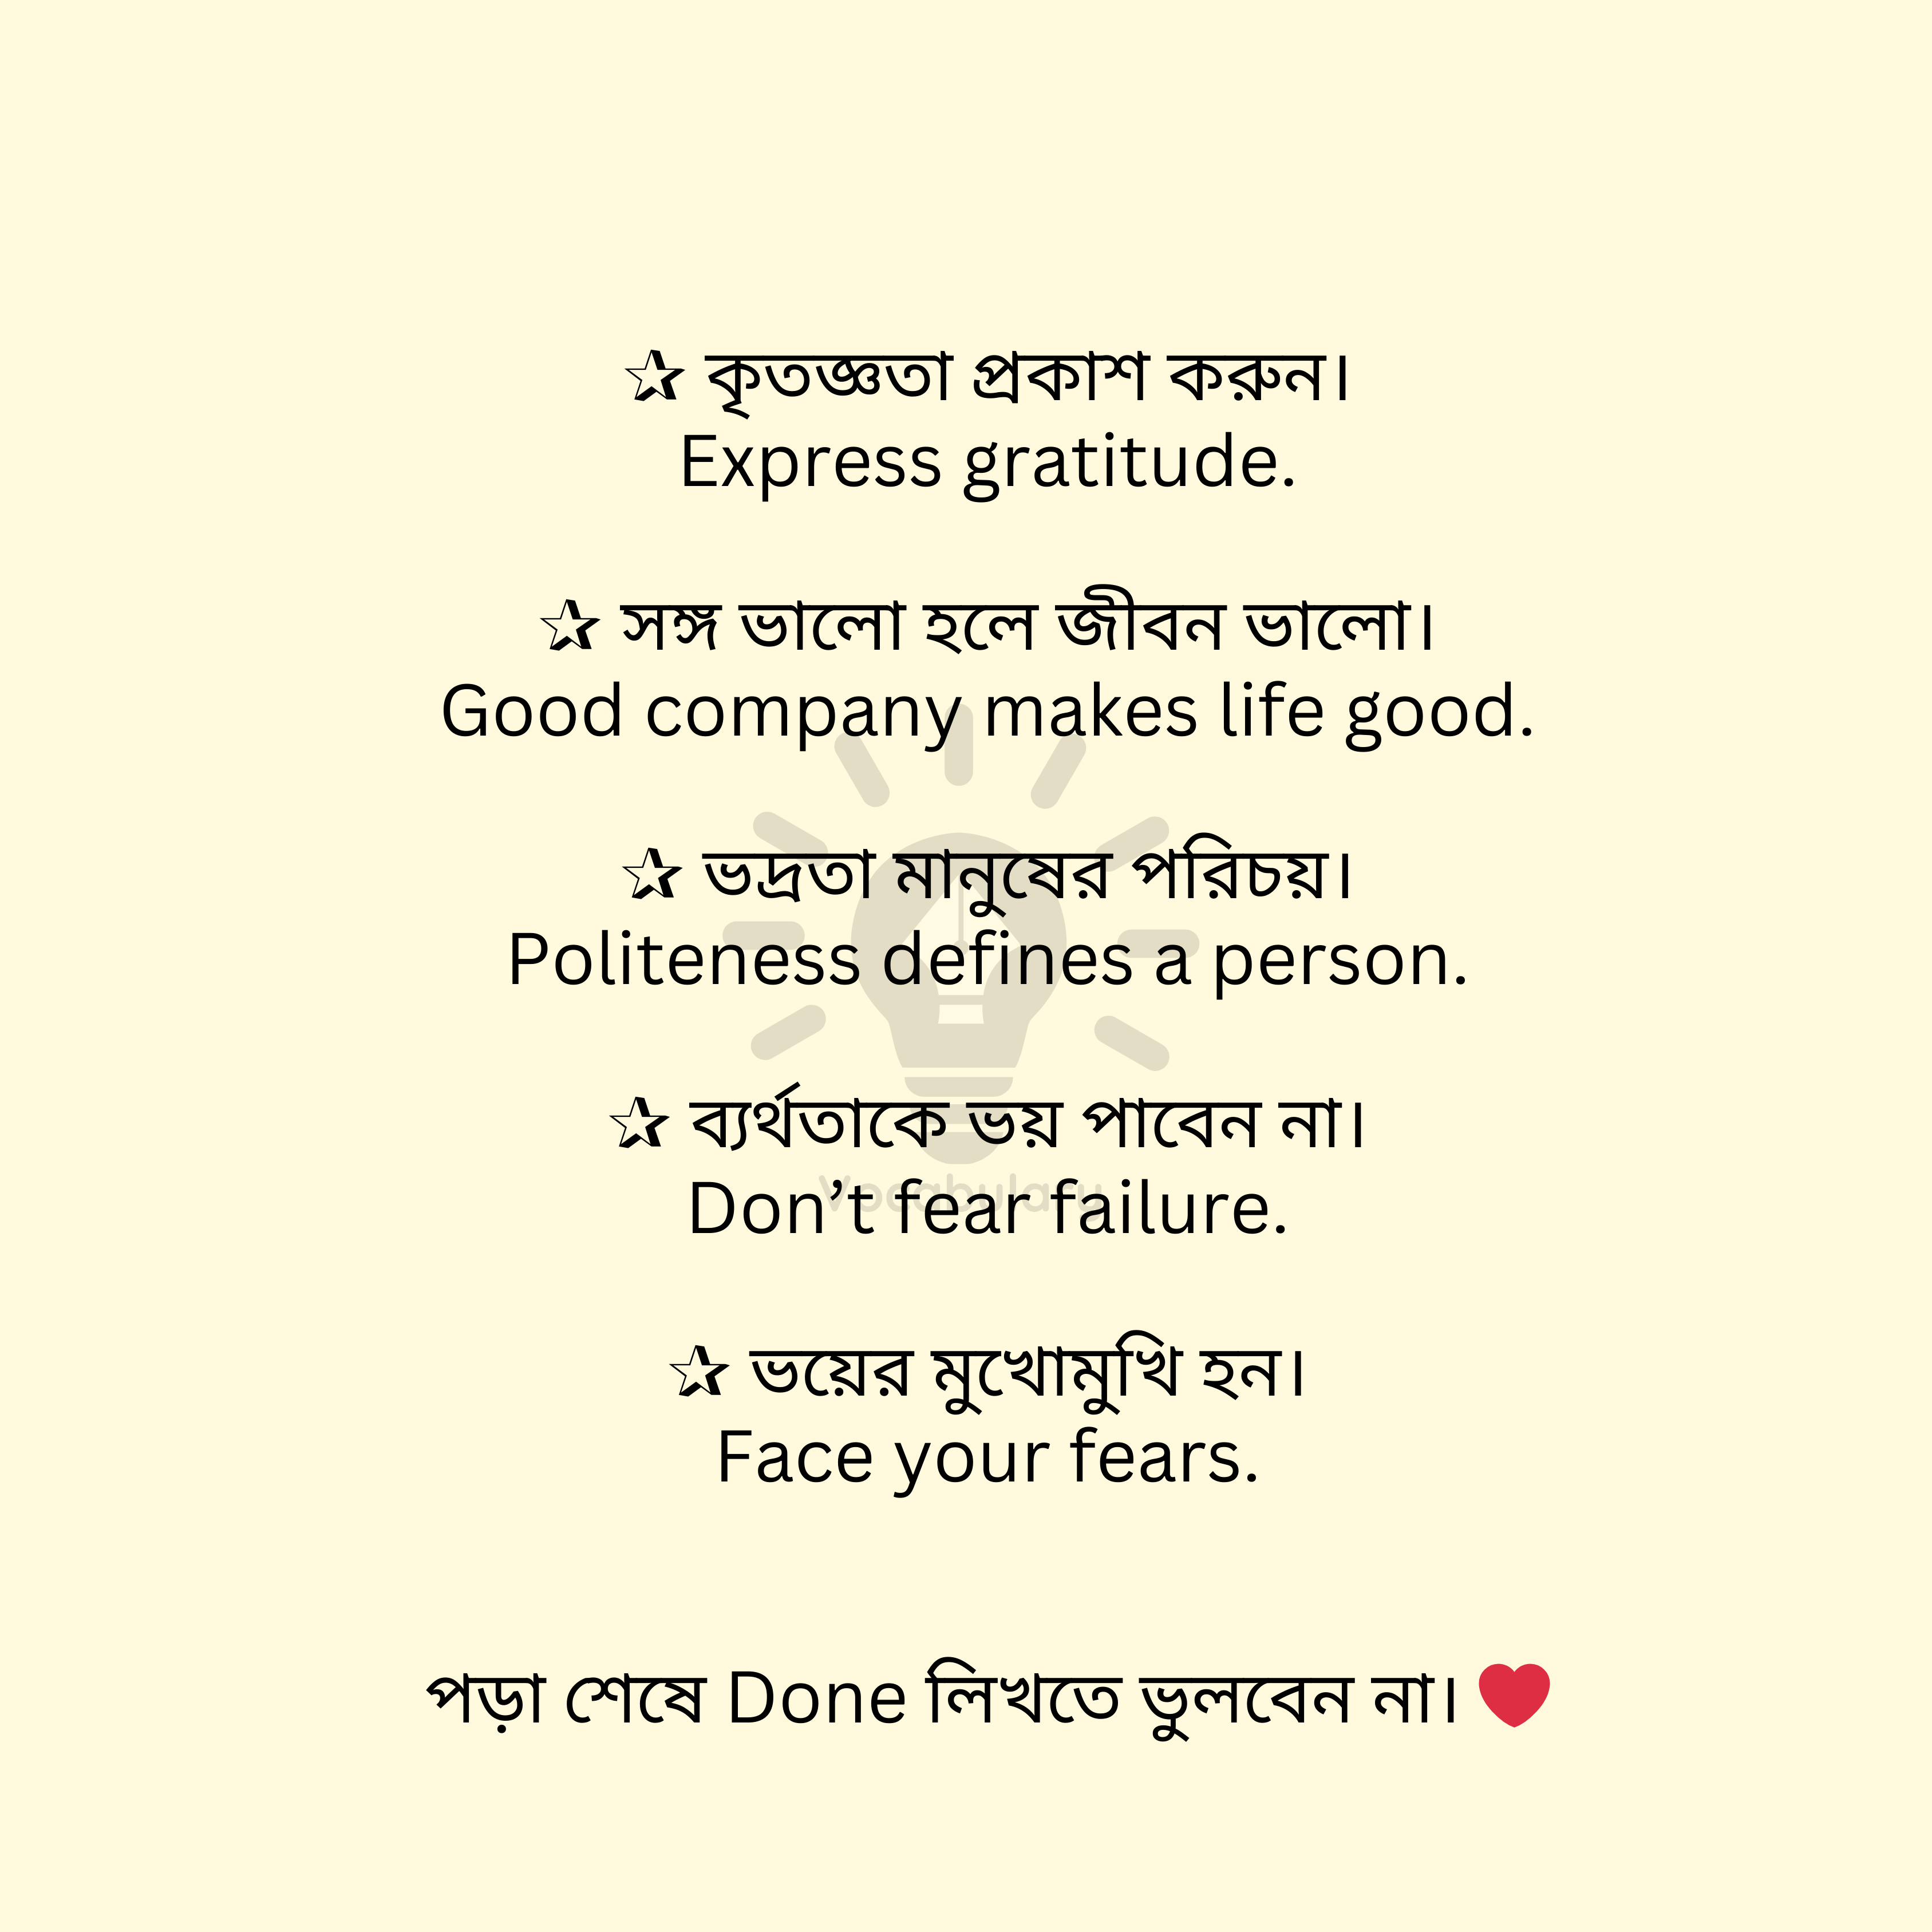 ✰ কৃতজ্ঞতা প্রকাশ করুন।
Express gratitude.
✰ সঙ্গ ভালো হলে জীবন ভালো।
Good company makes life good.
✰ ভদ্রতা মানুষের পরিচয়।
Politeness defines a person.
✰ ব্যর্থতাকে ভয় পাবেন না।
Don’t fear failure.
✰ ভয়ের মুখোমুখি হন।
Face your fears.
পড়া শেষে Done লিখতে ভুলবেন না। ❤️